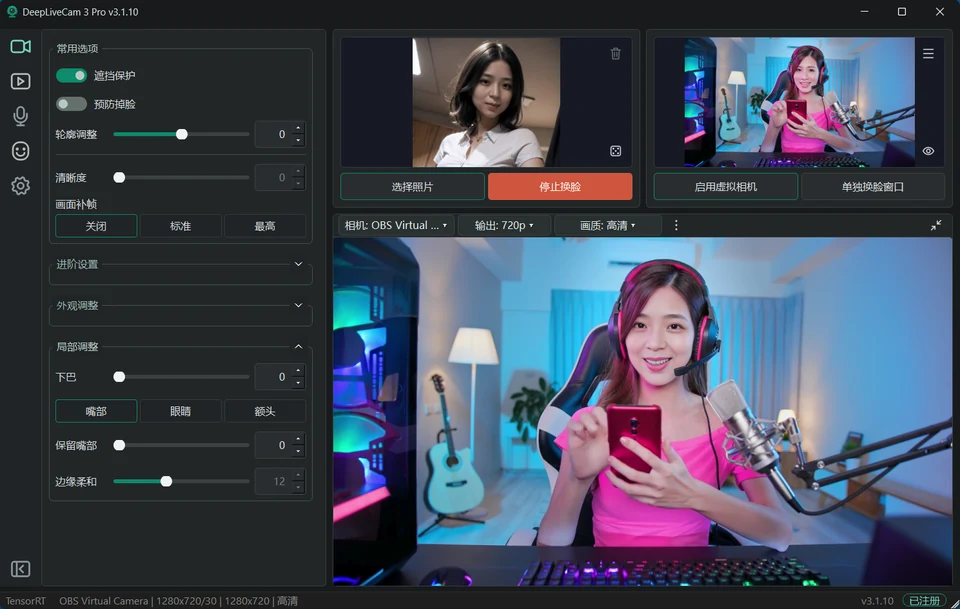 DeepLiveCam 3 Pro v3.1.10
常用选项
遮挡保护
预防掉脸
轮廓调整 0
清晰度 0
画面补帧
关闭 标准 最高
进阶设置
外观调整
局部调整
下巴 0
嘴部 眼睛 额头
保留嘴部 0
边缘柔和 12
选择照片 停止换脸
启用虚拟相机 单独换脸窗口
相机: OBS Virtual ... 输出: 720p 画质: 高清
TensorRT OBS Virtual Camera | 1280x720/30 | 1280x720 | 高清 v3.1.10 已注册